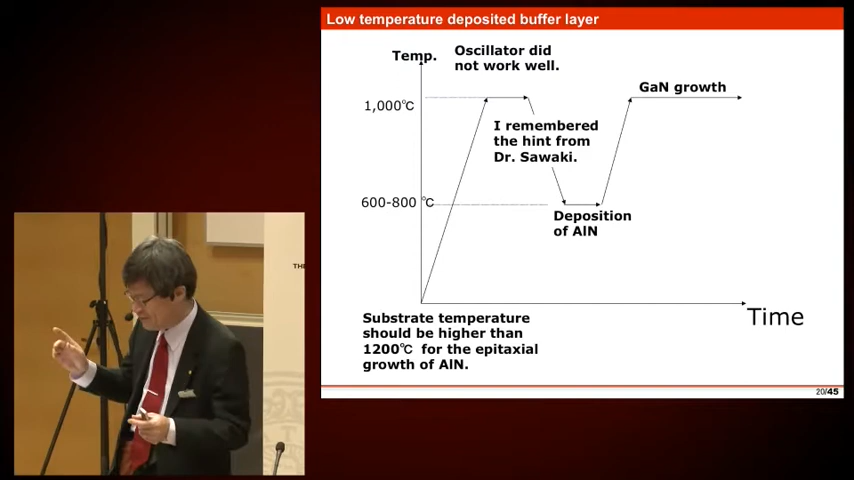 Low temperature deposited buffer layer
Temp.
Oscillator did
not work well.
GaN growth
1,000℃
I remembered
the hint from
Dr. Sawaki.
600-800 ℃
Deposition
of AlN
Time
Substrate temperature
should be higher than
1200℃ for the epitaxial
growth of AlN.
20/45